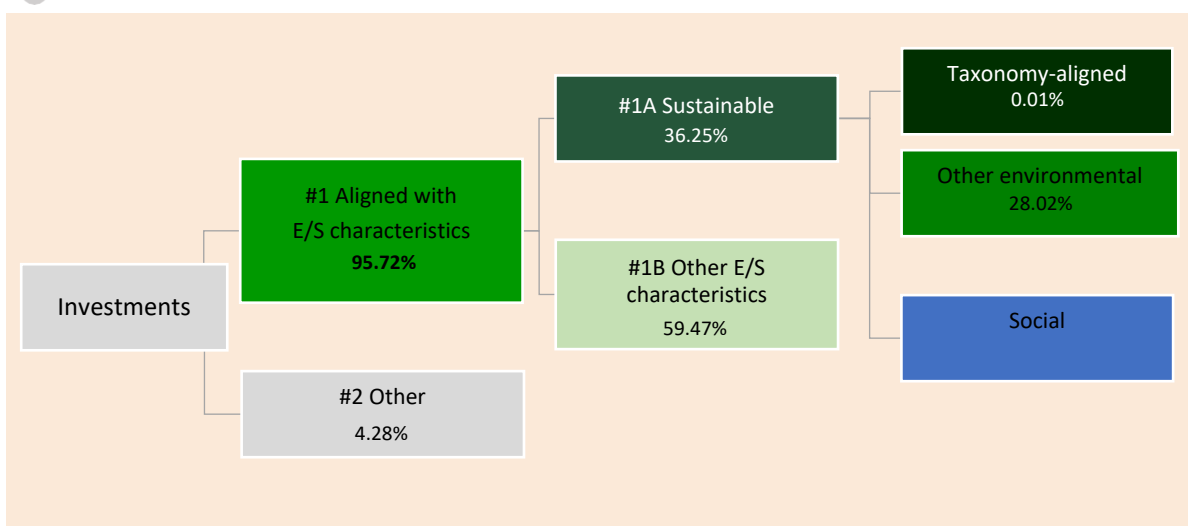 Investments
#1 Aligned with
E/S characteristics
95.72%
#2 Other
4.28%
#1A Sustainable
36.25%
#1B Other E/S
characteristics
59.47%
Taxonomy-aligned
0.01%
Other environmental
28.02%
Social